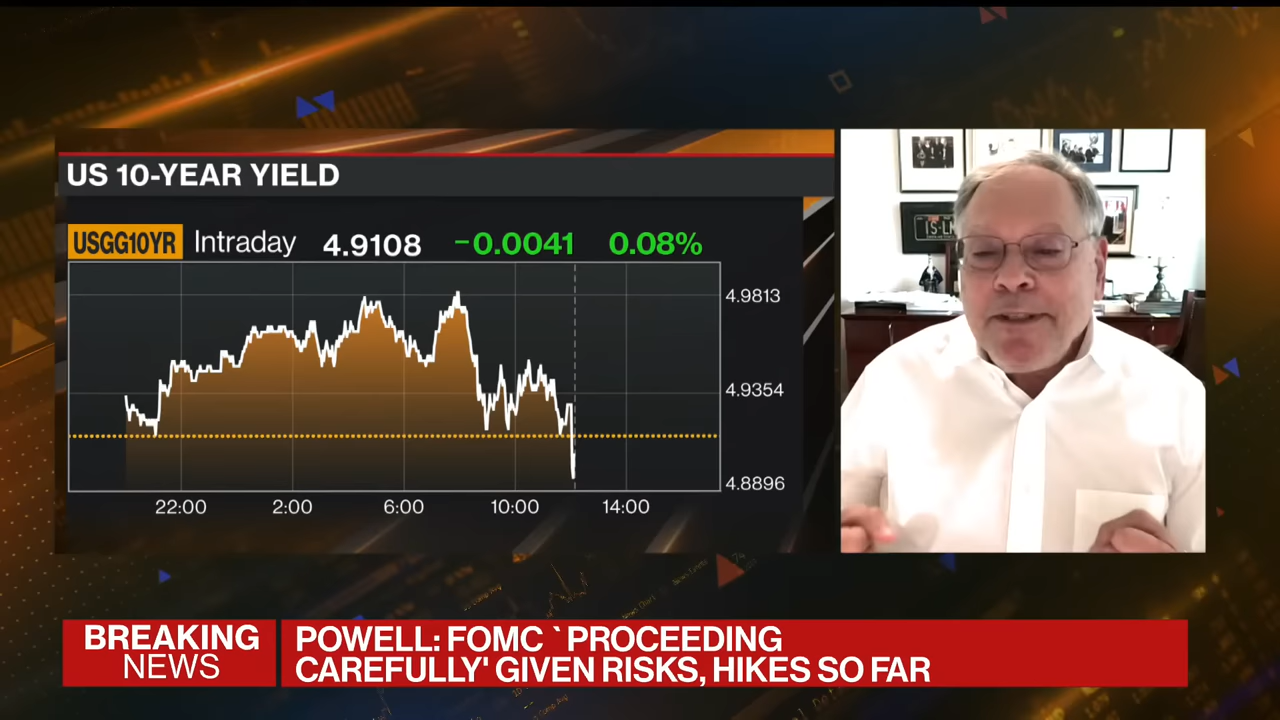 US 10-YEAR YIELD
USGG10YR Intraday 4.9108 -0.0041 0.08%
4.9813
4.9354
4.8896
22:00 2:00 6:00 10:00 14:00
BREAKING
NEWS
POWELL: FOMC `PROCEEDING
CAREFULLY' GIVEN RISKS, HIKES SO FAR